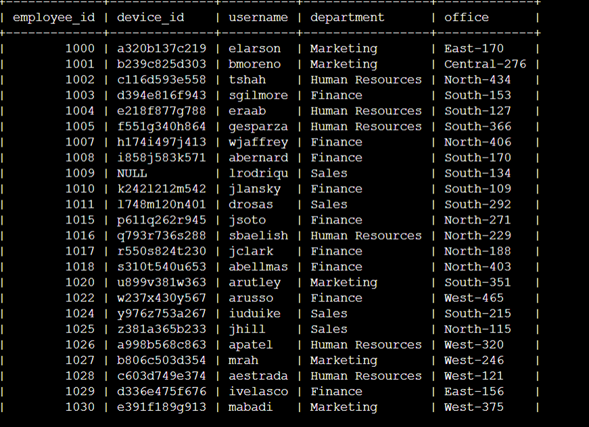 | employee_id | device_id | username | department | office |
| 1000 | a320b137c219 | elarson | Marketing | East-170 |
| 1001 | b239c825d303 | bmoreno | Marketing | Central-276 |
| 1002 | c116d593e558 | tshah | Human Resources | North-434 |
| 1003 | d394e816f943 | sgilmore | Finance | South-153 |
| 1004 | e218f877g788 | eraab | Human Resources | South-127 |
| 1005 | f551g340h864 | gesparza | Human Resources | South-366 |
| 1007 | h174i497j413 | wjaffrey | Finance | North-406 |
| 1008 | i858j583k571 | abernard | Finance | South-170 |
| 1009 | NULL | lrodriqu | Sales | South-134 |
| 1010 | k242l212m542 | jlansky | Finance | South-109 |
| 1011 | l748m120n401 | drosas | Sales | South-292 |
| 1015 | p611q262r945 | jsoto | Finance | North-271 |
| 1016 | q793r736s288 | sbaelish | Human Resources | North-229 |
| 1017 | r550s824t230 | jclark | Finance | North-188 |
| 1018 | s310t540u653 | abellmas | Finance | South-403 |
| 1020 | u899v381w363 | arutley | Marketing | South-351 |
| 1022 | w237x430y567 | arusso | Finance | West-465 |
| 1024 | y976z753a267 | iuduike | Sales | South-215 |
| 1025 | z381a365b233 | jhill | Sales | North-115 |
| 1026 | a998b568c863 | apatel | Human Resources | West-320 |
| 1027 | b806c503d354 | mrah | Marketing | West-246 |
| 1028 | c603d749e374 | aestrada | Human Resources | West-121 |
| 1029 | d336e475f676 | ivelasco | Finance | East-156 |
| 1030 | e391f189g913 | mabadi | Marketing | West-375 |